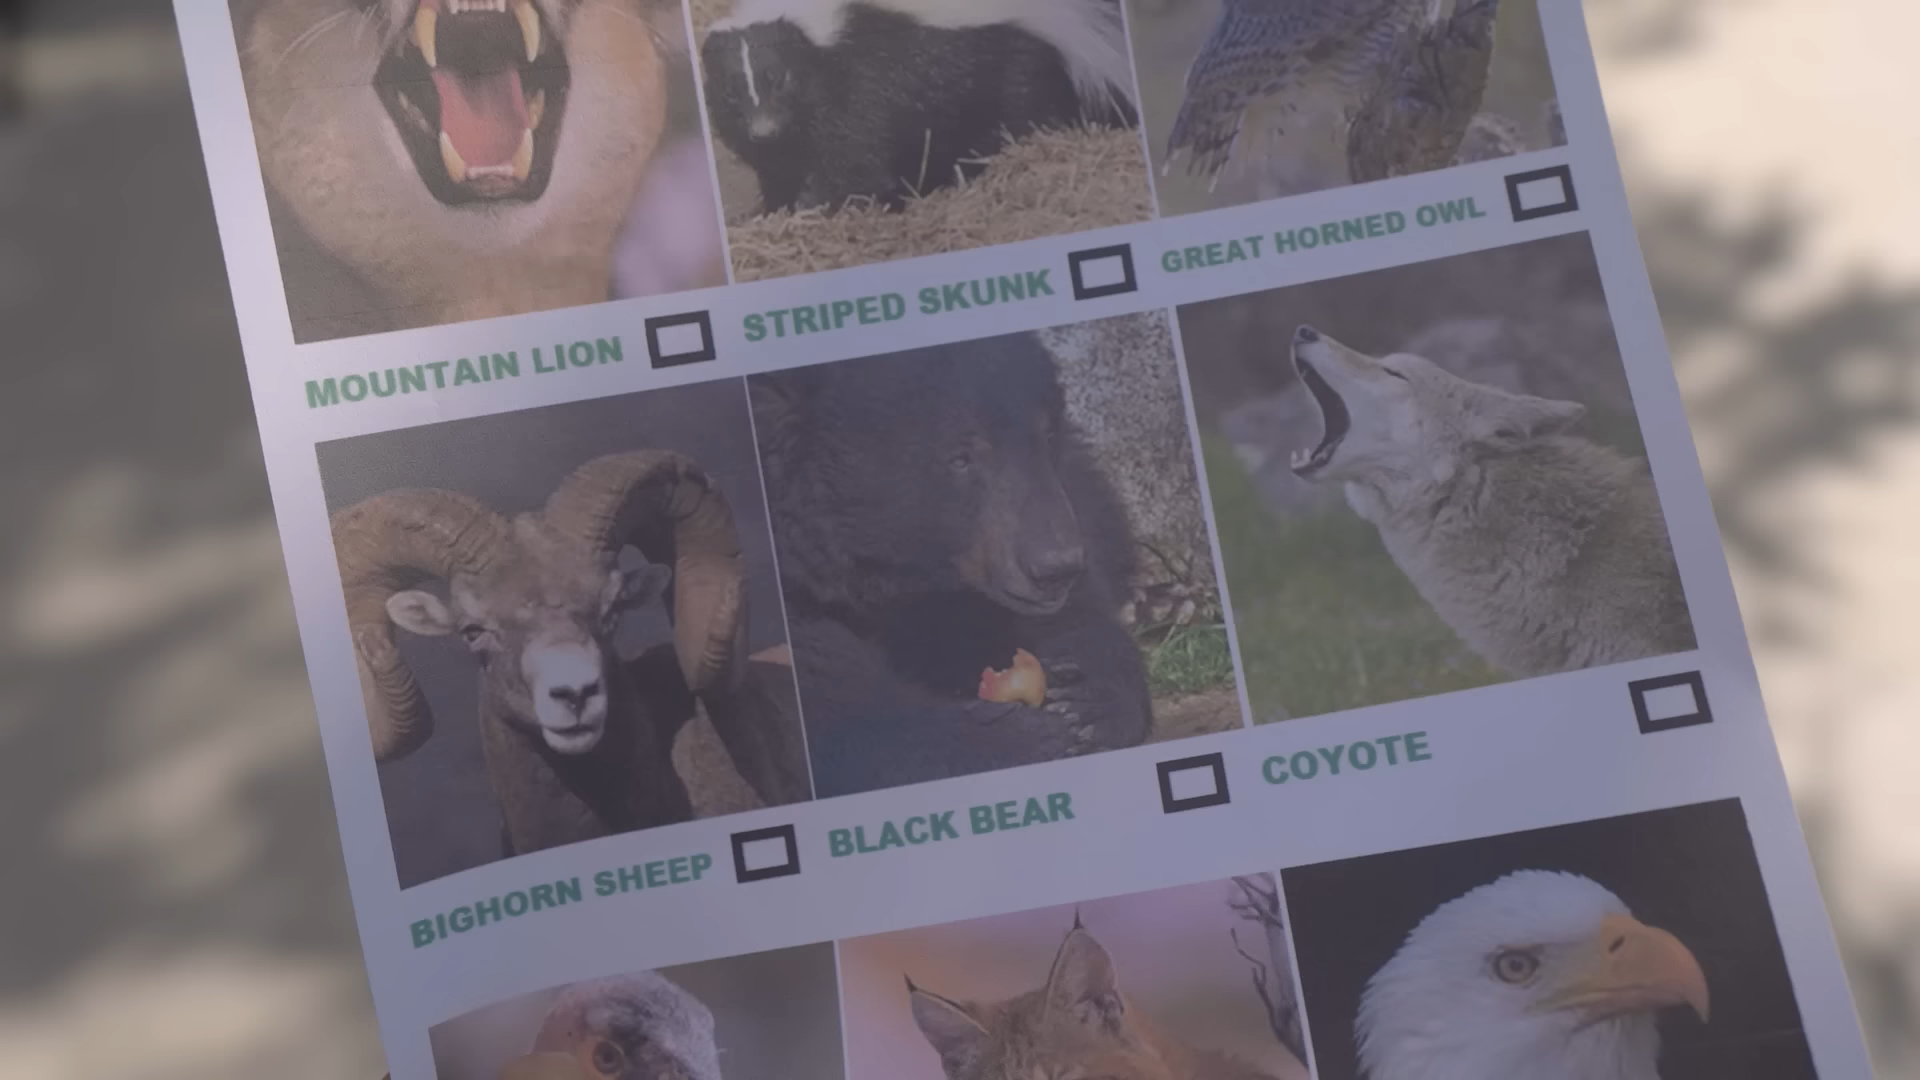 MOUNTAIN LION
STRIPED SKUNK
GREAT HORNED OWL
BIGHORN SHEEP
BLACK BEAR
COYOTE